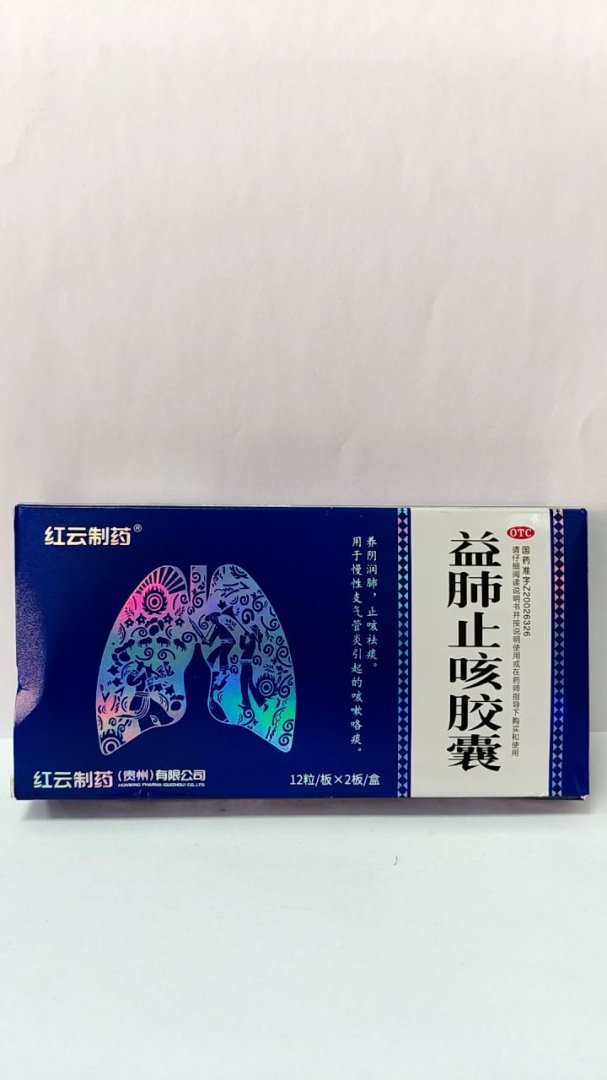 红云制药®
养阴润肺，止咳祛痰。
用于慢性支气管炎引起的咳嗽咯痰。
红云制药（贵州）有限公司
HONWING PHARMA (GUIZHOU) CO.,LTD.
12粒/板×2板/盒
OTC
国药准字Z20026326
请仔细阅读说明书并按说明使用或在药师指导下购买和使用
益肺止咳胶囊